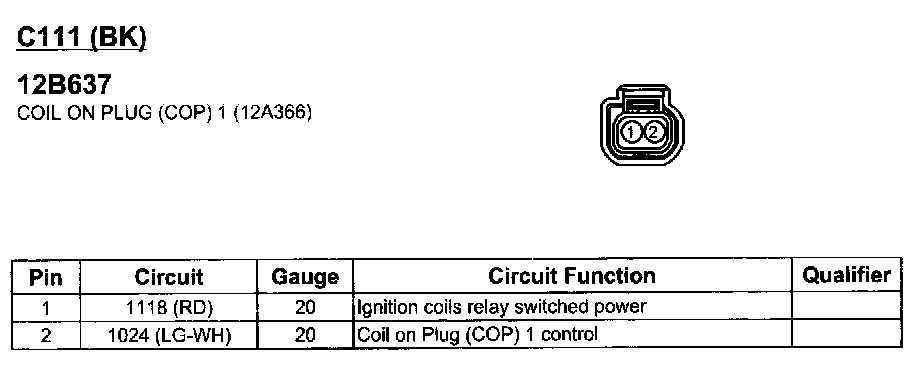 C111 (BK)
12B637
COIL ON PLUG (COP) 1 (12A366)
1 2
Pin Circuit Gauge Circuit Function Qualifier
1 1118 (RD) 20 Ignition coils relay switched power
2 1024 (LG-WH) 20 Coil on Plug (COP) 1 control